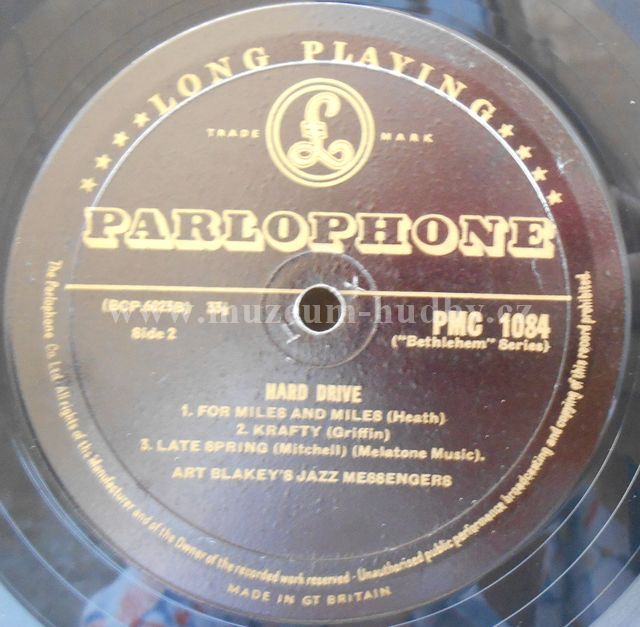 ★★★★★ LONG PLAYING ★★★★★
TRADE £ MARK
PARLOPHONE
(BCP.6023B) 33⅓
PMC 1084
Side 2
("Bethlehem" Series)
www.muzeum-hudby.cz
HARD DRIVE
1. FOR MILES AND MILES (Heath)
2. KRAFTY (Griffin)
3. LATE SPRING (Mitchell) (Melatone Music).
ART BLAKEY'S JAZZ MESSENGERS
The Parlophone Co. Ltd. All rights of the Manufacturer and of the Owner of the recorded work reserved · Unauthorised public performance broadcasting and copying of this record prohibited.
MADE IN GT BRITAIN